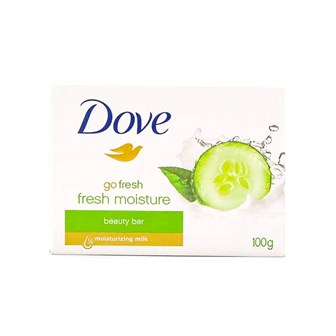 Dove
go fresh
fresh moisture
beauty bar
moisturizing milk
100g